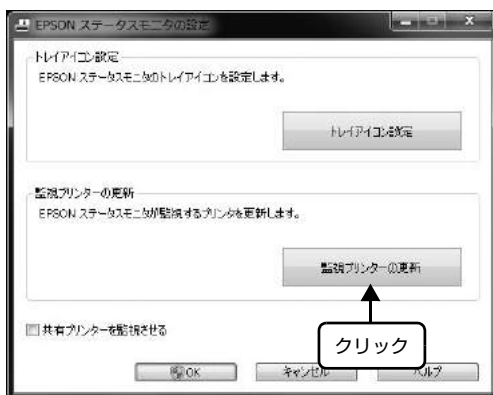 EPSON ステータスモニタの設定
トレイアイコン設定
EPSON ステータスモニタのトレイアイコンを設定します。
トレイアイコン設定
監視プリンターの更新
EPSON ステータスモニタが監視するプリンタを更新します。
監視プリンターの更新
クリック
共有プリンターを監視させる
OK
キャンセル
ヘルプ